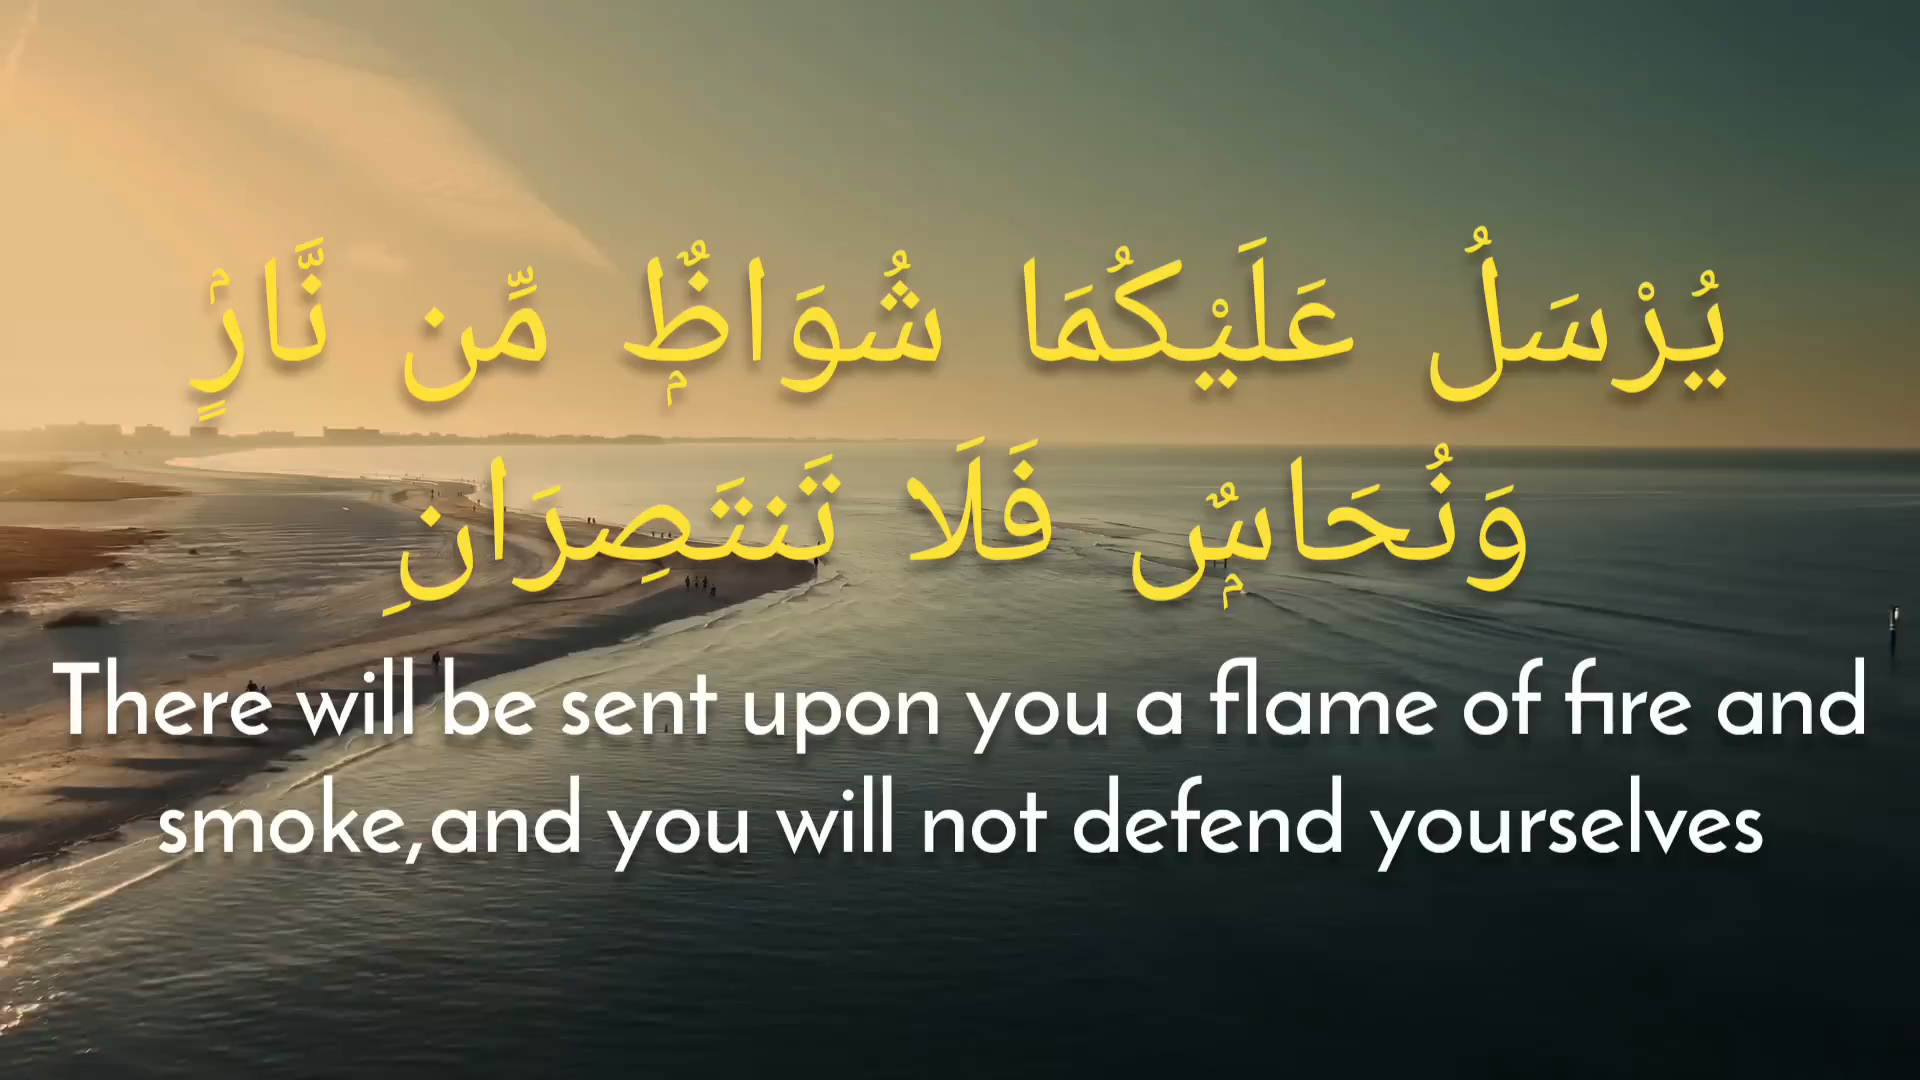 يُرْسَلُ عَلَيْكُمَا شُوَاظٌۭ مِّن نَّارٍۢ
وَنُحَاسٌۭ فَلَا تَنتَصِرَانِ
There will be sent upon you a flame of fire and
smoke,and you will not defend yourselves